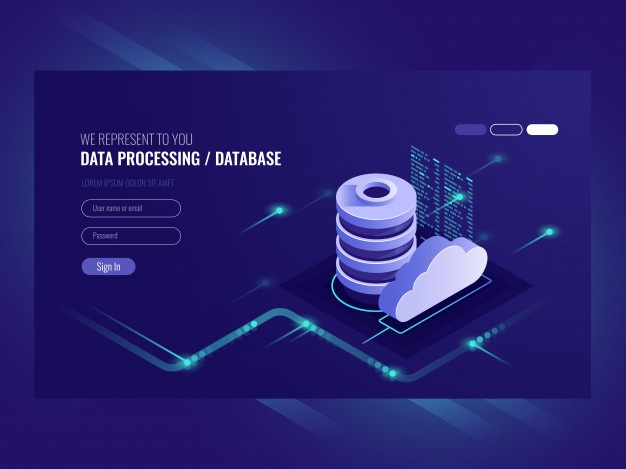 WE REPRESENT TO YOU
DATA PROCESSING / DATABASE
LOREM IPSUM DOLOR SIT AMET
User name or email
Password
Sign In